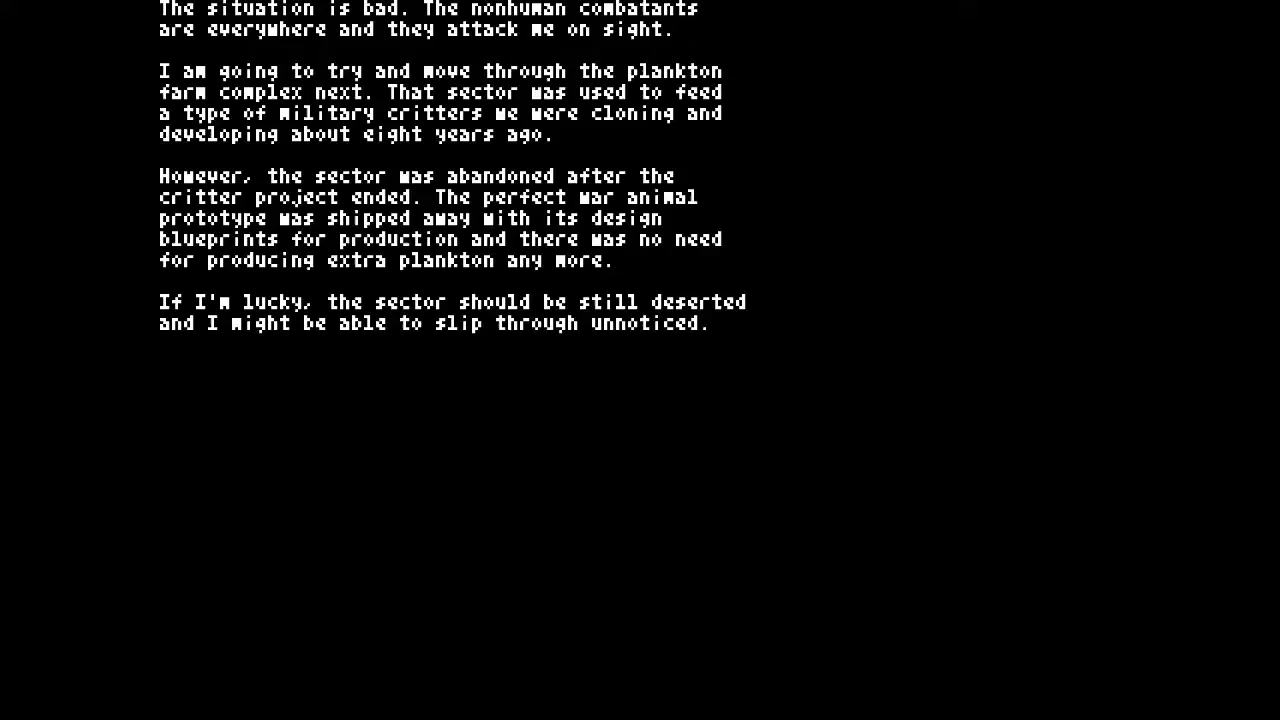 The situation is bad. The nonhuman combatants
are everywhere and they attack me on sight.
I am going to try and move through the plankton
farm complex next. That sector was used to feed
a type of military critters we were cloning and
developing about eight years ago.
However, the sector was abandoned after the
critter project ended. The perfect war animal
prototype was shipped away with its design
blueprints for production and there was no need
for producing extra plankton any more.
If I'm lucky, the sector should be still deserted
and I might be able to slip through unnoticed.